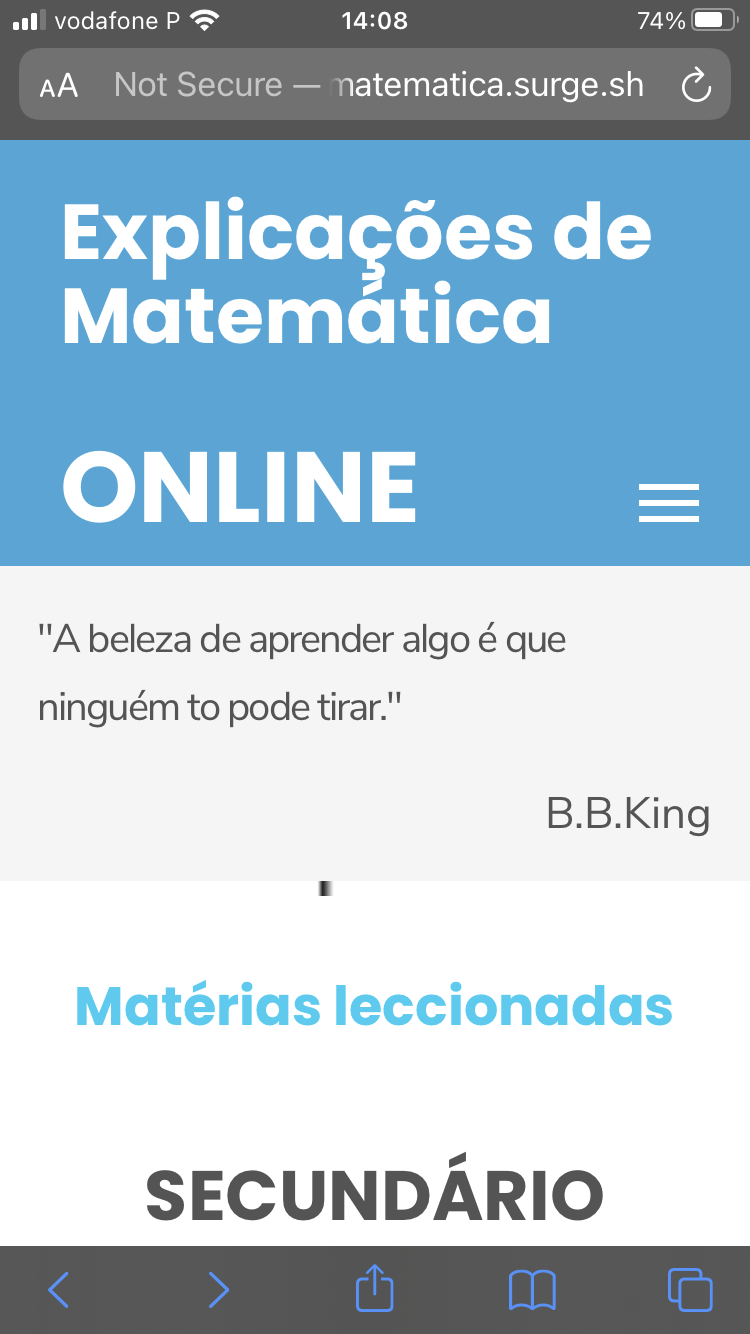 vodafone P 14:08 74%
AA Not Secure — matematica.surge.sh
Explicações de
Matemática
ONLINE
"A beleza de aprender algo é que
ninguém to pode tirar."
B.B.King
Matérias leccionadas
SECUNDÁRIO